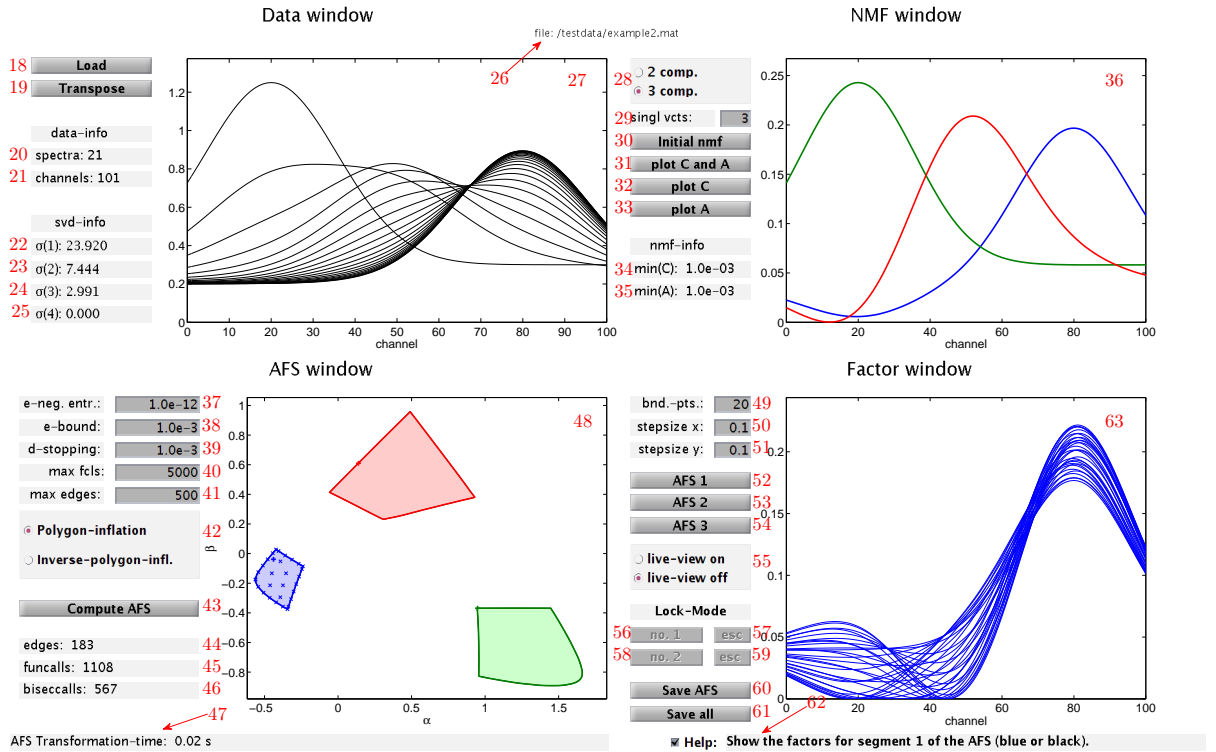 Data window
file: /testdata/example2.mat
18 Load
19 Transpose
data-info
20 spectra: 21
21 channels: 101
svd-info
22 σ(1): 23.920
23 σ(2): 7.444
24 σ(3): 2.991
25 σ(4): 0.000
26 27
1.2
1
0.8
0.6
0.4
0.2
0
0 10 20 30 40 50 60 70 80 90 100
channel
NMF window
28 2 comp.
3 comp.
29 singl vcts: 3
30 Initial nmf
31 plot C and A
32 plot C
33 plot A
nmf-info
34 min(C): 1.0e-03
35 min(A): 1.0e-03
36
0.25
0.2
0.15
0.1
0.05
0
0 20 40 60 80 100
channel
AFS window
e-neg. entr.: 1.0e-12 37
e-bound: 1.0e-3 38
d-stopping: 1.0e-3 39
max fcls: 5000 40
max edges: 500 41
Polygon-inflation 42
Inverse-polygon-infl.
Compute AFS 43
edges: 183 44
funcalls: 1108 45
biseccalls: 567 46
47
AFS Transformation-time: 0.02 s
48
1
0.8
0.6
0.4
0.2
0
−0.2
−0.4
−0.6
−0.8
β
−0.5 0 0.5 1 1.5
α
Factor window
bnd.-pts.: 20 49
stepsize x: 0.1 50
stepsize y: 0.1 51
AFS 1 52
AFS 2 53
AFS 3 54
live-view on 55
live-view off
Lock-Mode
56 no. 1 esc 57
58 no. 2 esc 59
Save AFS 60
Save all 61
62
63
0.2
0.15
0.1
0.05
0
0 20 40 60 80 100
channel
Help: Show the factors for segment 1 of the AFS (blue or black).